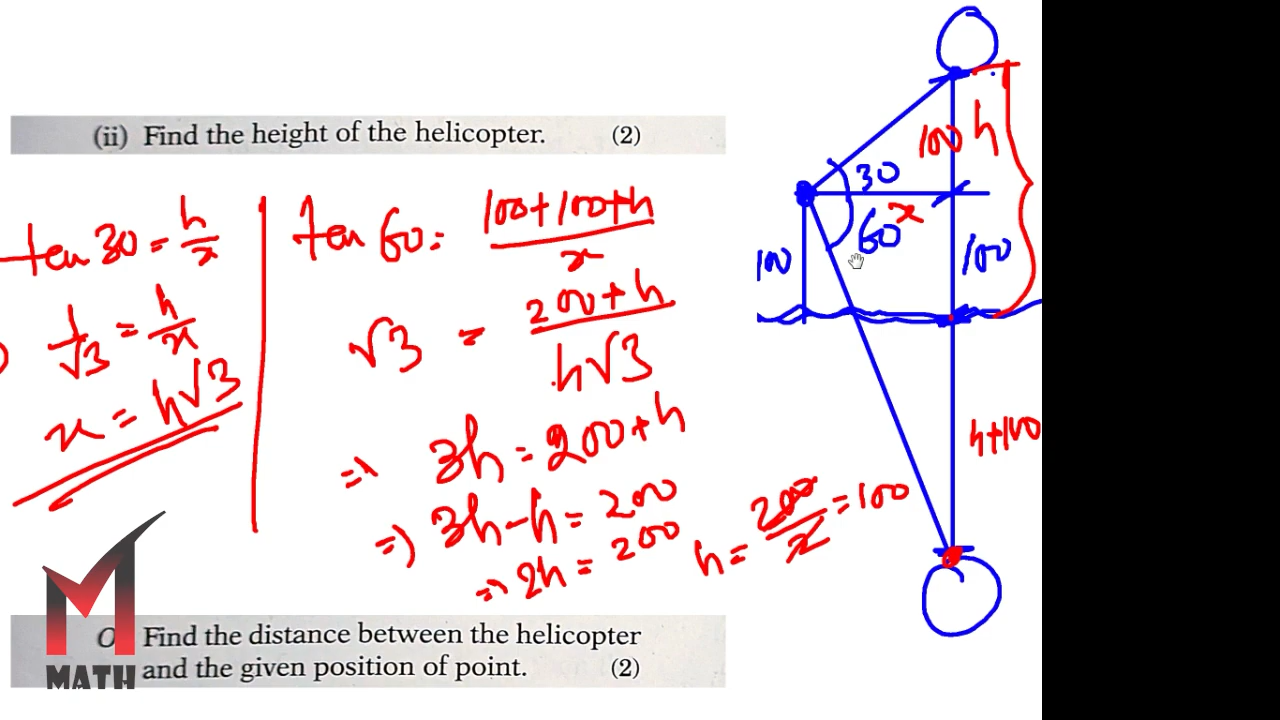 (ii) Find the height of the helicopter. (2)
ten 30 = h/x
1/√3 = h/x
x = h√3
ten 60 = 100+100+h/x
√3 = 200+h/h√3
=> 3h = 200+h
=> 3h-h = 200
=> 2h = 200
h = 200/2 = 100
100 h
30
60 x
100
100
h+100
Find the distance between the helicopter
and the given position of point. (2)
M
MATH